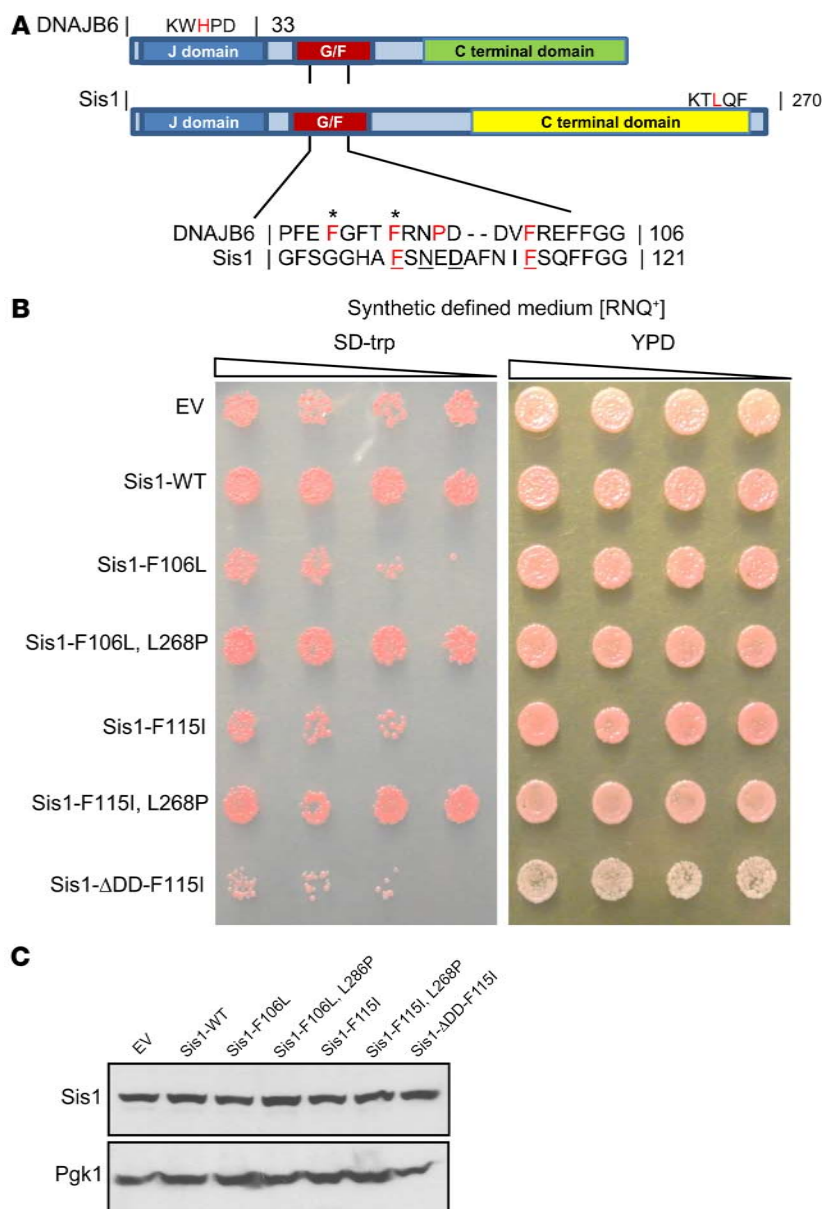 A
DNAJB6 | KWHPD | 33
J domain G/F C terminal domain
Sis1 | KTLQF | 270
J domain G/F C terminal domain
* *
DNAJB6 | PFE FGFT FRNPD - - DVFREFFGG | 106
Sis1 | GFSGGHA FSNEDAFN I FSQFFGG | 121
B
Synthetic defined medium [RNQ⁺]
SD-trp YPD
EV
Sis1-WT
Sis1-F106L
Sis1-F106L, L268P
Sis1-F115I
Sis1-F115I, L268P
Sis1-ΔDD-F115I
C
EV Sis1-WT Sis1-F106L Sis1-F106L, L286P Sis1-F115I Sis1-F115I, L268P Sis1-ΔDD-F115I
Sis1
Pgk1